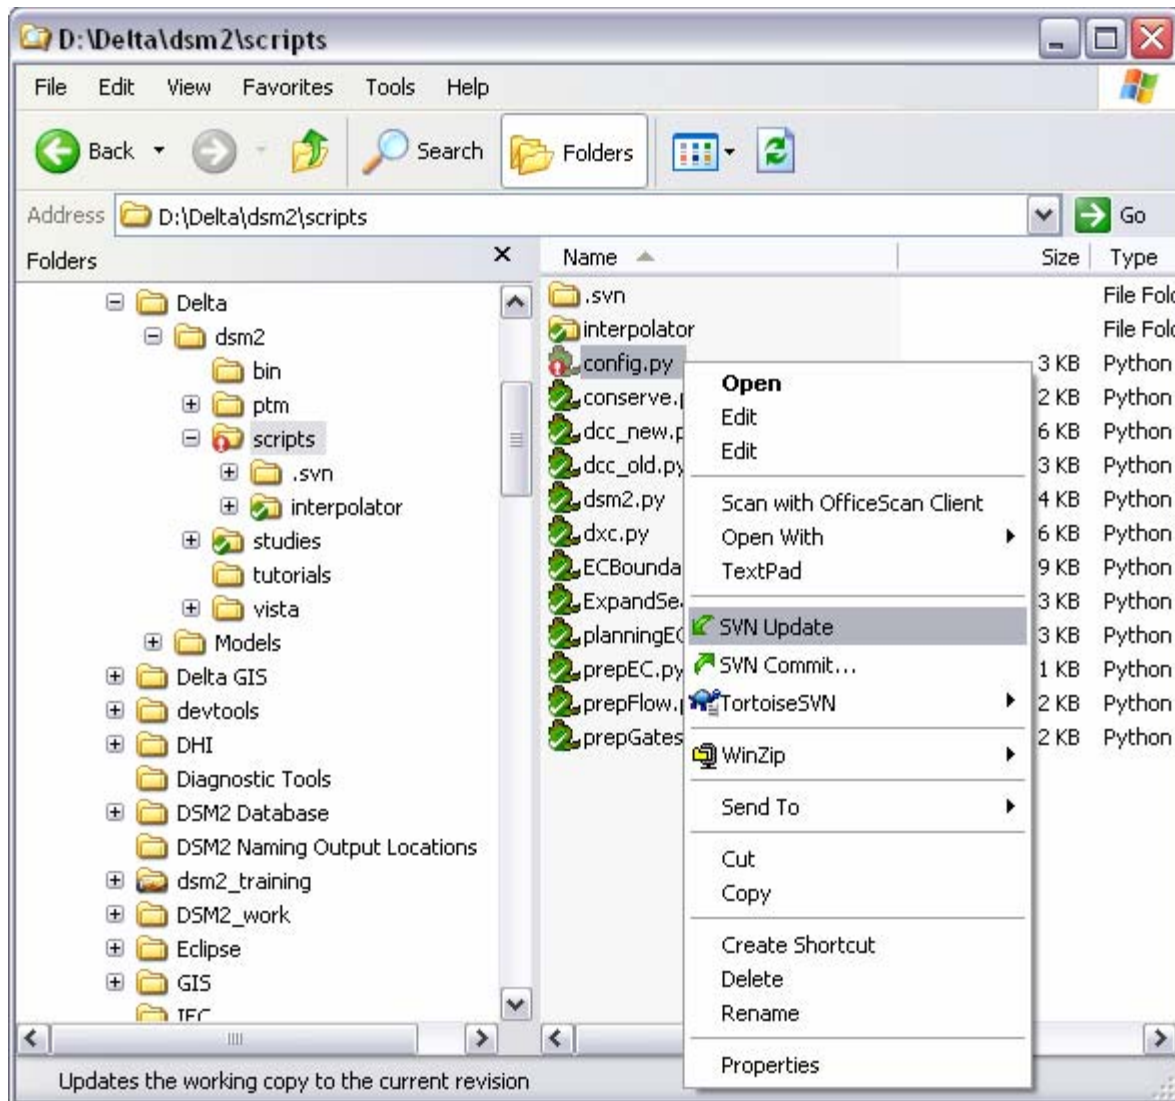 D:\Delta\dsm2\scripts
File Edit View Favorites Tools Help
Back Search Folders
Address D:\Delta\dsm2\scripts Go
Folders
Delta
dsm2
bin
ptm
scripts
.svn
interpolator
studies
tutorials
vista
Models
Delta GIS
devtools
DHI
Diagnostic Tools
DSM2 Database
DSM2 Naming Output Locations
dsm2_training
DSM2_work
Eclipse
GIS
IEC
Name Size Type
.svn File Fold
interpolator File Fold
config.py 3 KB Python
conserve.p 2 KB Python
dcc_new.p 6 KB Python
dcc_old.py 3 KB Python
dsm2.py 4 KB Python
dxc.py 6 KB Python
ECBounda 9 KB Python
ExpandSe 3 KB Python
planningEC 3 KB Python
prepEC.py 1 KB Python
prepFlow.p 2 KB Python
prepGates 2 KB Python
Open
Edit
Edit
Scan with OfficeScan Client
Open With
TextPad
SVN Update
SVN Commit...
TortoiseSVN
WinZip
Send To
Cut
Copy
Create Shortcut
Delete
Rename
Properties
Updates the working copy to the current revision